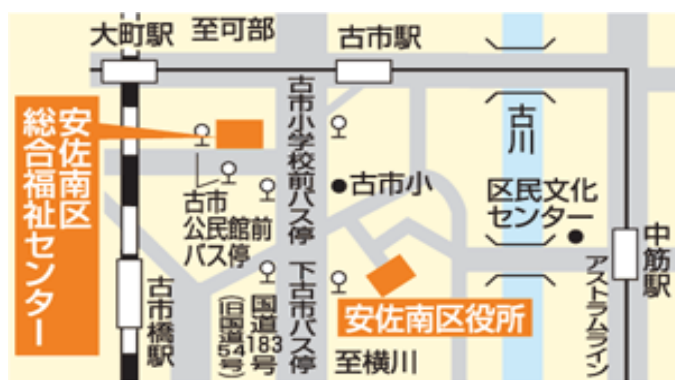 大町駅
至可部
古市駅
安佐南区
総合福祉センター
古市小学校前バス停
古市
公民館前
バス停
古市小
古川
区民文化
センター
中筋駅
アストラムライン
古市橋駅
国道183号
(旧国道54号)
下古市バス停
安佐南区役所
至横川